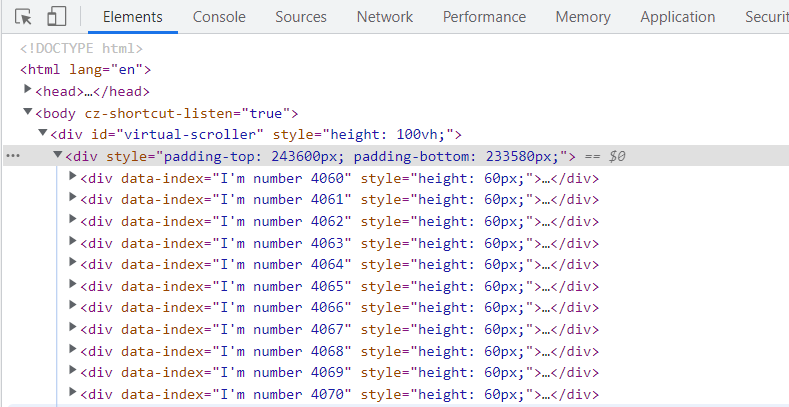 Elements Console Sources Network Performance Memory Application Securit
<!DOCTYPE html>
<html lang="en">
<head>…</head>
<body cz-shortcut-listen="true">
<div id="virtual-scroller" style="height: 100vh;">
<div style="padding-top: 243600px; padding-bottom: 233580px;"> == $0
<div data-index="I'm number 4060" style="height: 60px;">…</div>
<div data-index="I'm number 4061" style="height: 60px;">…</div>
<div data-index="I'm number 4062" style="height: 60px;">…</div>
<div data-index="I'm number 4063" style="height: 60px;">…</div>
<div data-index="I'm number 4064" style="height: 60px;">…</div>
<div data-index="I'm number 4065" style="height: 60px;">…</div>
<div data-index="I'm number 4066" style="height: 60px;">…</div>
<div data-index="I'm number 4067" style="height: 60px;">…</div>
<div data-index="I'm number 4068" style="height: 60px;">…</div>
<div data-index="I'm number 4069" style="height: 60px;">…</div>
<div data-index="I'm number 4070" style="height: 60px;">…</div>